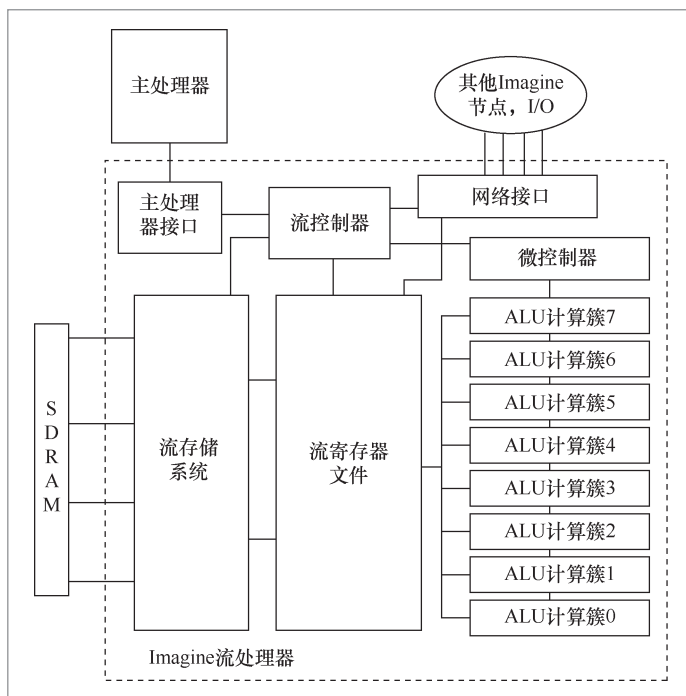 主处理器
其他Imagine
节点，I/O
主处理
器接口
流控制器
网络接口
微控制器
S
D
R
A
M
流存储
系统
流寄存器
文件
ALU计算簇7
ALU计算簇6
ALU计算簇5
ALU计算簇4
ALU计算簇3
ALU计算簇2
ALU计算簇1
ALU计算簇0
Imagine流处理器